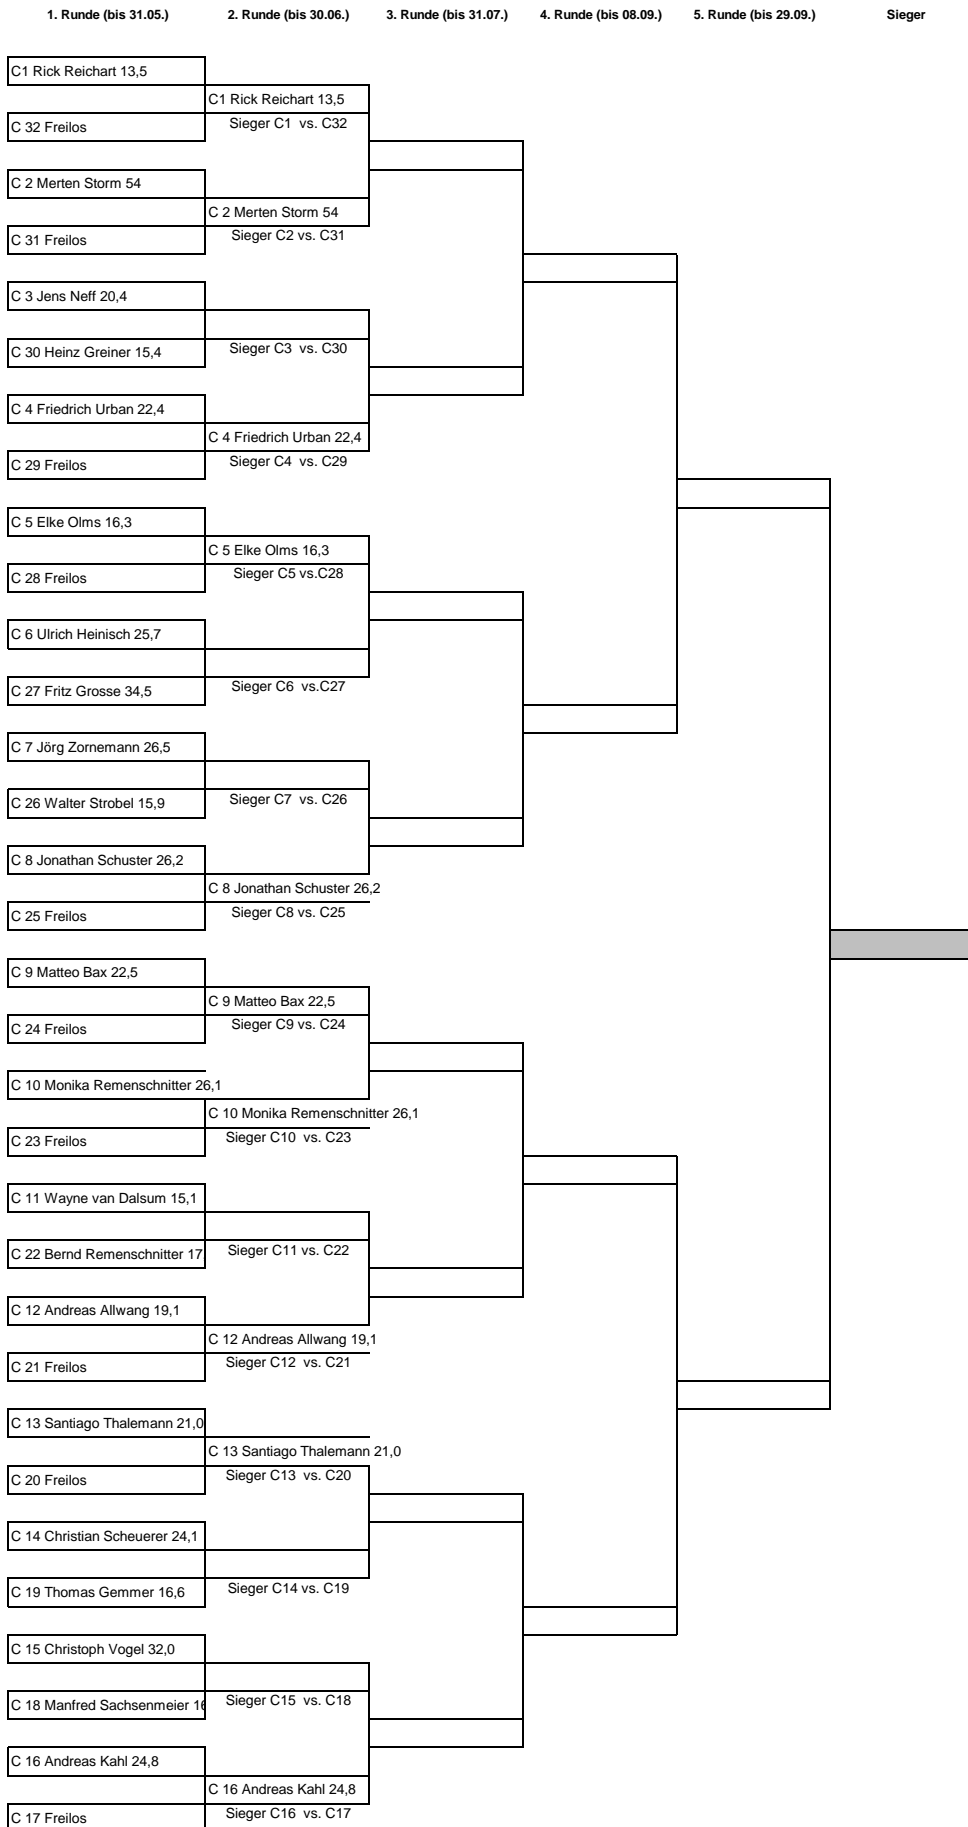 1. Runde (bis 31.05.) 2. Runde (bis 30.06.) 3. Runde (bis 31.07.) 4. Runde (bis 08.09.) 5. Runde (bis 29.09.) Sieger
C1 Rick Reichart 13,5
C1 Rick Reichart 13,5
Sieger C1 vs. C32
C 32 Freilos
C 2 Merten Storm 54
C 2 Merten Storm 54
Sieger C2 vs. C31
C 31 Freilos
C 3 Jens Neff 20,4
Sieger C3 vs. C30
C 30 Heinz Greiner 15,4
C 4 Friedrich Urban 22,4
C 4 Friedrich Urban 22,4
Sieger C4 vs. C29
C 29 Freilos
C 5 Elke Olms 16,3
C 5 Elke Olms 16,3
Sieger C5 vs.C28
C 28 Freilos
C 6 Ulrich Heinisch 25,7
Sieger C6 vs.C27
C 27 Fritz Grosse 34,5
C 7 Jörg Zornemann 26,5
Sieger C7 vs. C26
C 26 Walter Strobel 15,9
C 8 Jonathan Schuster 26,2
C 8 Jonathan Schuster 26,2
Sieger C8 vs. C25
C 25 Freilos
C 9 Matteo Bax 22,5
C 9 Matteo Bax 22,5
Sieger C9 vs. C24
C 24 Freilos
C 10 Monika Remenschnitter 26,1
C 10 Monika Remenschnitter 26,1
Sieger C10 vs. C23
C 23 Freilos
C 11 Wayne van Dalsum 15,1
Sieger C11 vs. C22
C 22 Bernd Remenschnitter 17
C 12 Andreas Allwang 19,1
C 12 Andreas Allwang 19,1
Sieger C12 vs. C21
C 21 Freilos
C 13 Santiago Thalemann 21,0
C 13 Santiago Thalemann 21,0
Sieger C13 vs. C20
C 20 Freilos
C 14 Christian Scheuerer 24,1
Sieger C14 vs. C19
C 19 Thomas Gemmer 16,6
C 15 Christoph Vogel 32,0
Sieger C15 vs. C18
C 18 Manfred Sachsenmeier 16
C 16 Andreas Kahl 24,8
C 16 Andreas Kahl 24,8
Sieger C16 vs. C17
C 17 Freilos